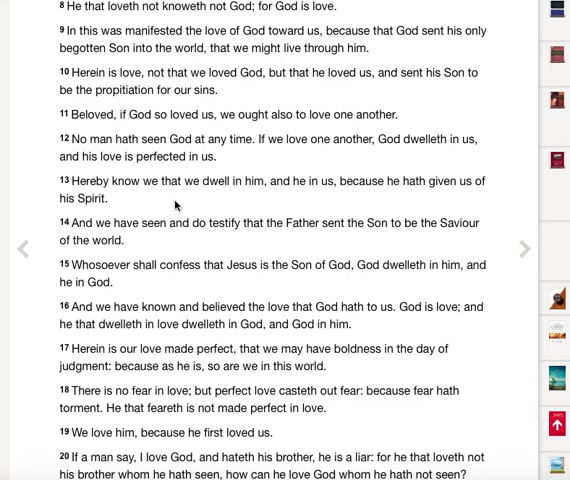 8 He that loveth not knoweth not God; for God is love.
9 In this was manifested the love of God toward us, because that God sent his only
begotten Son into the world, that we might live through him.
10 Herein is love, not that we loved God, but that he loved us, and sent his Son to
be the propitiation for our sins.
11 Beloved, if God so loved us, we ought also to love one another.
12 No man hath seen God at any time. If we love one another, God dwelleth in us,
and his love is perfected in us.
13 Hereby know we that we dwell in him, and he in us, because he hath given us of
his Spirit.
14 And we have seen and do testify that the Father sent the Son to be the Saviour
of the world.
15 Whosoever shall confess that Jesus is the Son of God, God dwelleth in him, and
he in God.
16 And we have known and believed the love that God hath to us. God is love; and
he that dwelleth in love dwelleth in God, and God in him.
17 Herein is our love made perfect, that we may have boldness in the day of
judgment: because as he is, so are we in this world.
18 There is no fear in love; but perfect love casteth out fear: because fear hath
torment. He that feareth is not made perfect in love.
19 We love him, because he first loved us.
20 If a man say, I love God, and hateth his brother, he is a liar: for he that loveth not
his brother whom he hath seen, how can he love God whom he hath not seen?